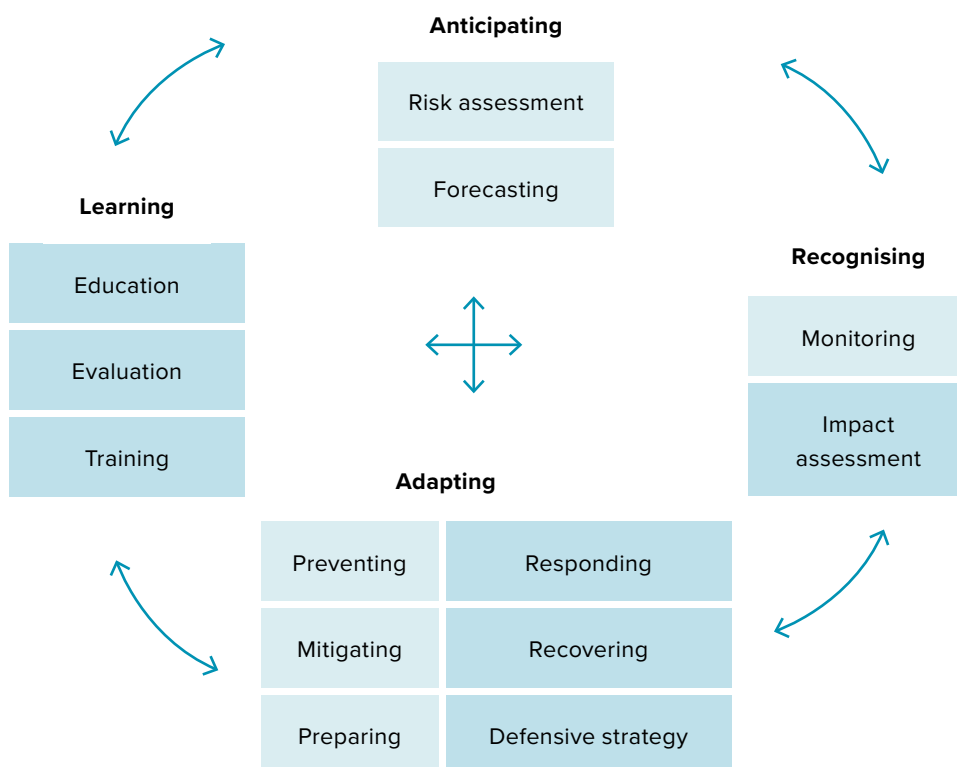 Anticipating
Risk assessment
Forecasting
Learning
Education
Evaluation
Training
Recognising
Monitoring
Impact
assessment
Adapting
Preventing
Responding
Mitigating
Recovering
Preparing
Defensive strategy